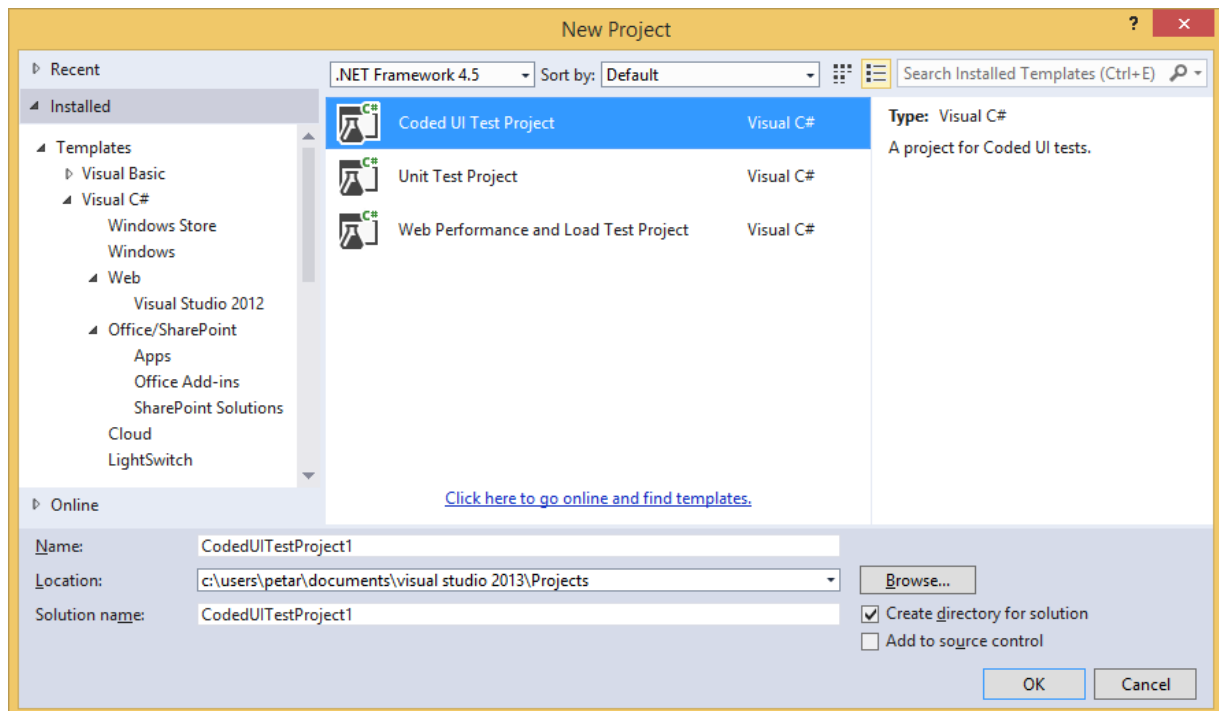 New Project
?
Recent
.NET Framework 4.5
Sort by: Default
Search Installed Templates (Ctrl+E)
Installed
Templates
Visual Basic
Visual C#
Windows Store
Windows
Web
Visual Studio 2012
Office/SharePoint
Apps
Office Add-ins
SharePoint Solutions
Cloud
LightSwitch
Online
C# Coded UI Test Project Visual C#
C# Unit Test Project Visual C#
C# Web Performance and Load Test Project Visual C#
Click here to go online and find templates.
Type: Visual C#
A project for Coded UI tests.
Name: CodedUITestProject1
Location: c:\users\petar\documents\visual studio 2013\Projects
Browse...
Solution name: CodedUITestProject1
Create directory for solution
Add to source control
OK
Cancel